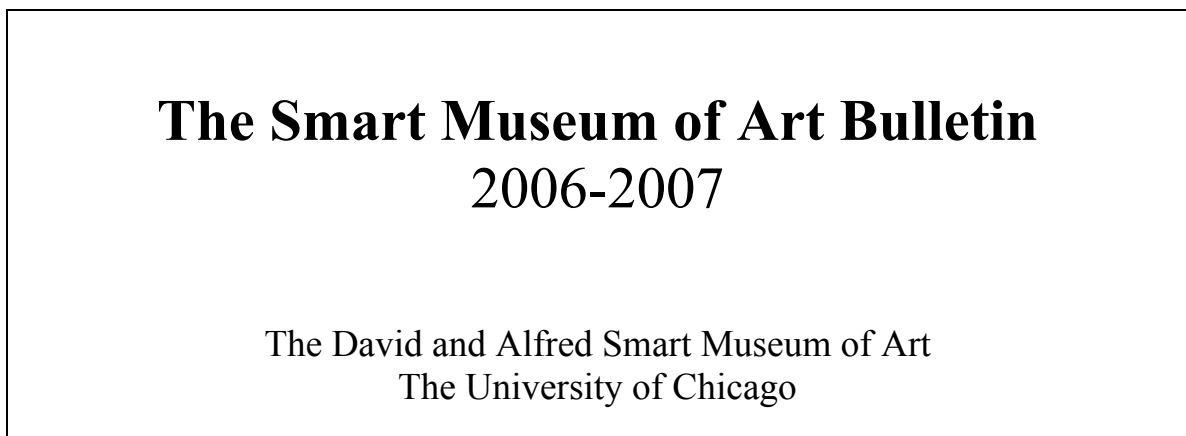 The Smart Museum of Art Bulletin
2006-2007
The David and Alfred Smart Museum of Art
The University of Chicago